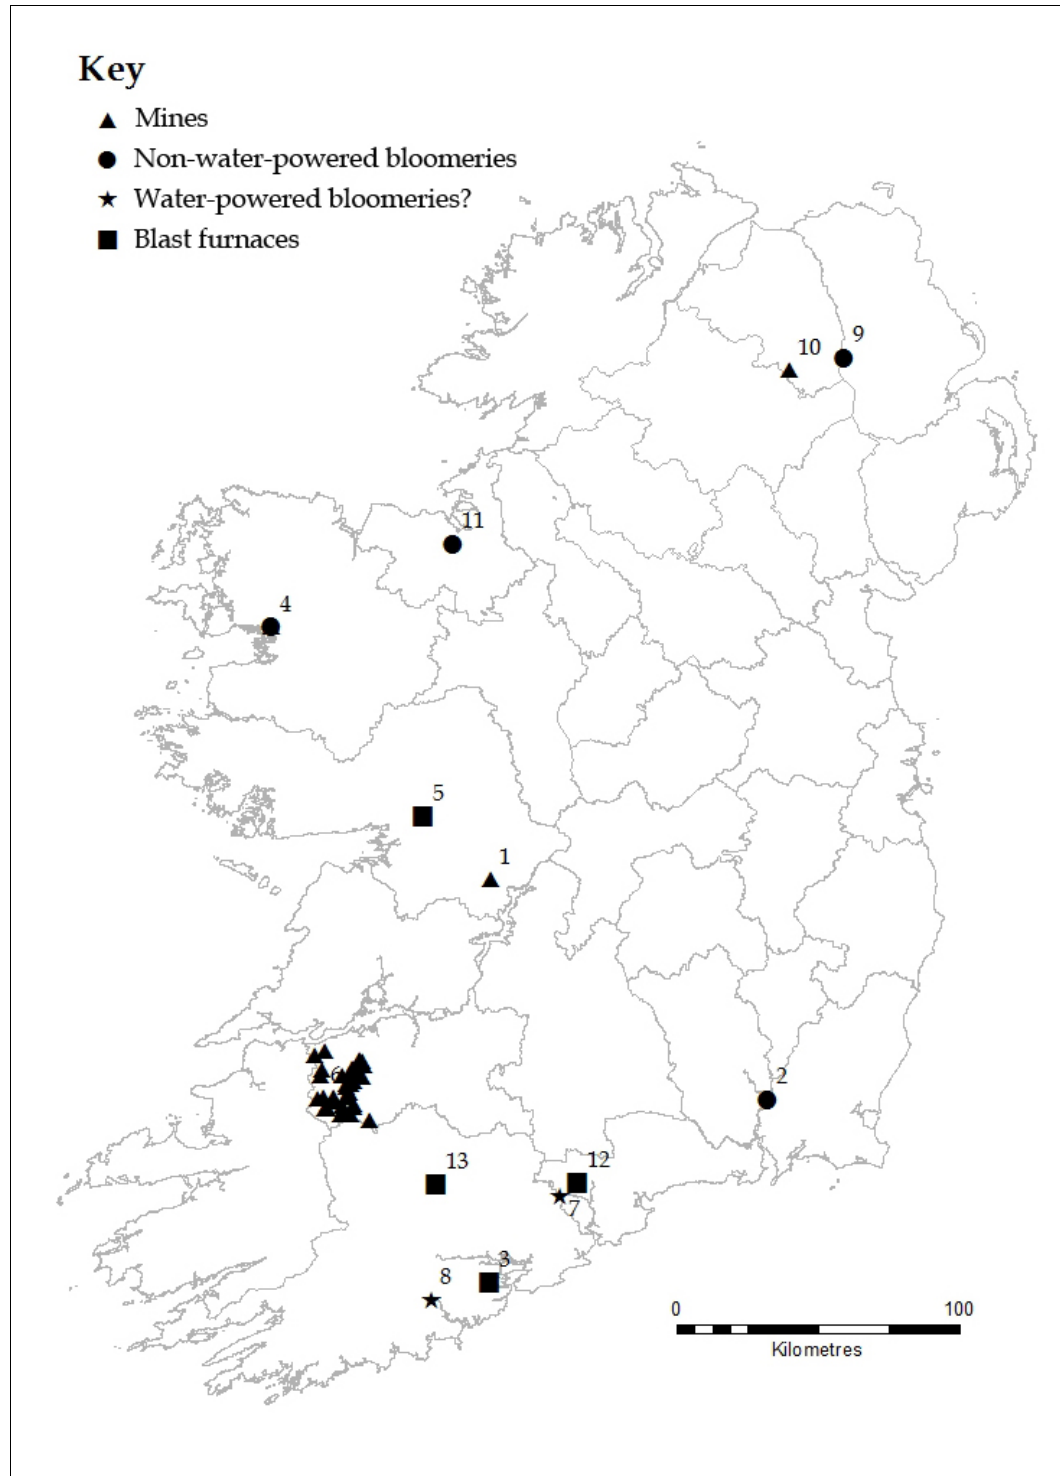 Key
Mines
Non-water-powered bloomeries
Water-powered bloomeries?
Blast furnaces
9
10
11
4
5
1
6
2
13
12
7
3
8
0 100
Kilometres